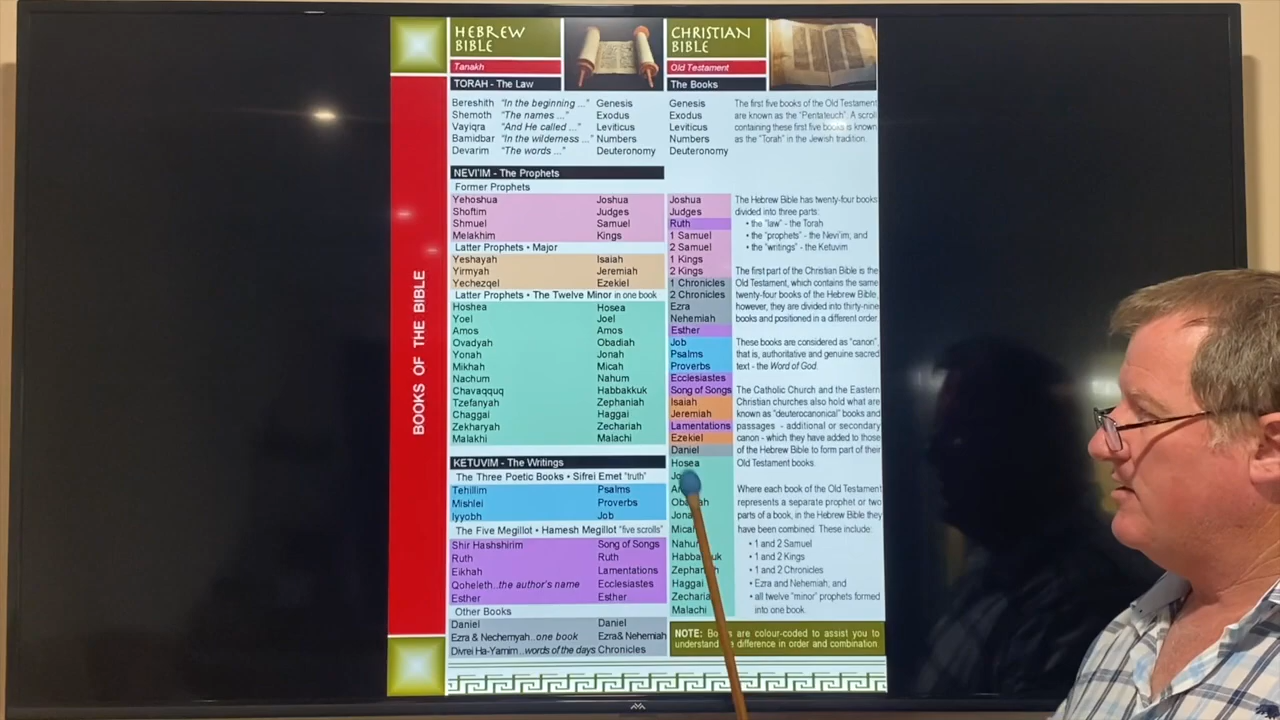 BOOKS OF THE BIBLE
HEBREW
BIBLE
Tanakh
TORAH - The Law
Bereshith "In the beginning ..." Genesis
Shemoth "The names ..." Exodus
Vayiqra "And He called ..." Leviticus
Bamidbar "In the wilderness ..." Numbers
Devarim "The words ..." Deuteronomy
NEVI'IM - The Prophets
Former Prophets
Yehoshua Joshua
Shoftim Judges
Shmuel Samuel
Melakhim Kings
Latter Prophets • Major
Yeshayah Isaiah
Yirmyah Jeremiah
Yechezqel Ezekiel
Latter Prophets • The Twelve Minor in one book
Hoshea Hosea
Yoel Joel
Amos Amos
Ovadyah Obadiah
Yonah Jonah
Mikhah Micah
Nachum Nahum
Chavaqquq Habbakkuk
Tzefanyah Zephaniah
Chaggai Haggai
Zekharyah Zechariah
Malakhi Malachi
KETUVIM - The Writings
The Three Poetic Books • Sifrei Emet "truth"
Tehillim Psalms
Mishlei Proverbs
Iyyobh Job
The Five Megillot • Hamesh Megillot "five scrolls"
Shir Hashshirim Song of Songs
Ruth Ruth
Eikhah Lamentations
Qoheleth..the author's name Ecclesiastes
Esther Esther
Other Books
Daniel Daniel
Ezra & Nechemyah..one book Ezra& Nehemiah
Divrei Ha-Yamim..words of the days Chronicles
CHRISTIAN
BIBLE
Old Testament
The Books
Genesis
Exodus
Leviticus
Numbers
Deuteronomy
Joshua
Judges
Ruth
1 Samuel
2 Samuel
1 Kings
2 Kings
1 Chronicles
2 Chronicles
Ezra
Nehemiah
Esther
Job
Psalms
Proverbs
Ecclesiastes
Song of Songs
Isaiah
Jeremiah
Lamentations
Ezekiel
Daniel
Hosea
Micah
Haggai
Malachi
The first five books of the Old Testament
are known as the "Pentateuch". A scroll
containing these first five books is known
as the "Torah" in the Jewish tradition.
The Hebrew Bible has twenty-four books
divided into three parts:
• the "law" - the Torah
• the "prophets" - the Nevi'im; and
• the "writings" - the Ketuvim
The first part of the Christian Bible is the
Old Testament, which contains the same
twenty-four books of the Hebrew Bible,
however, they are divided into thirty-nine
books and positioned in a different order.
These books are considered as "canon",
that is, authoritative and genuine sacred
text - the Word of God.
The Catholic Church and the Eastern
Christian churches also hold what are
known as "deuterocanonical" books and
passages - additional or secondary
canon - which they have added to those
of the Hebrew Bible to form part of their
Old Testament books.
Where each book of the Old Testament
represents a separate prophet or two
parts of a book, in the Hebrew Bible they
have been combined. These include:
• 1 and 2 Samuel
• 1 and 2 Kings
• 1 and 2 Chronicles
• Ezra and Nehemiah; and
• all twelve "minor" prophets formed
into one book.
NOTE: Books are colour-coded to assist you to
understand difference in order and combination